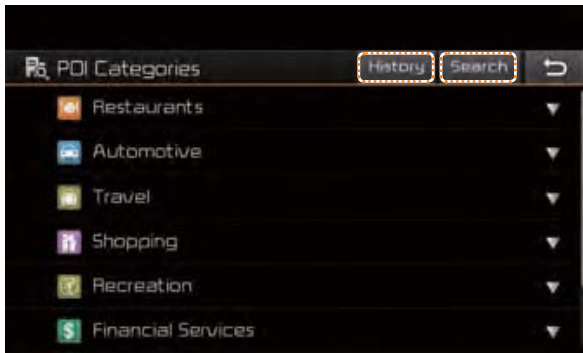 POI Categories History Search
Restaurants
Automotive
Travel
Shopping
Recreation
Financial Services